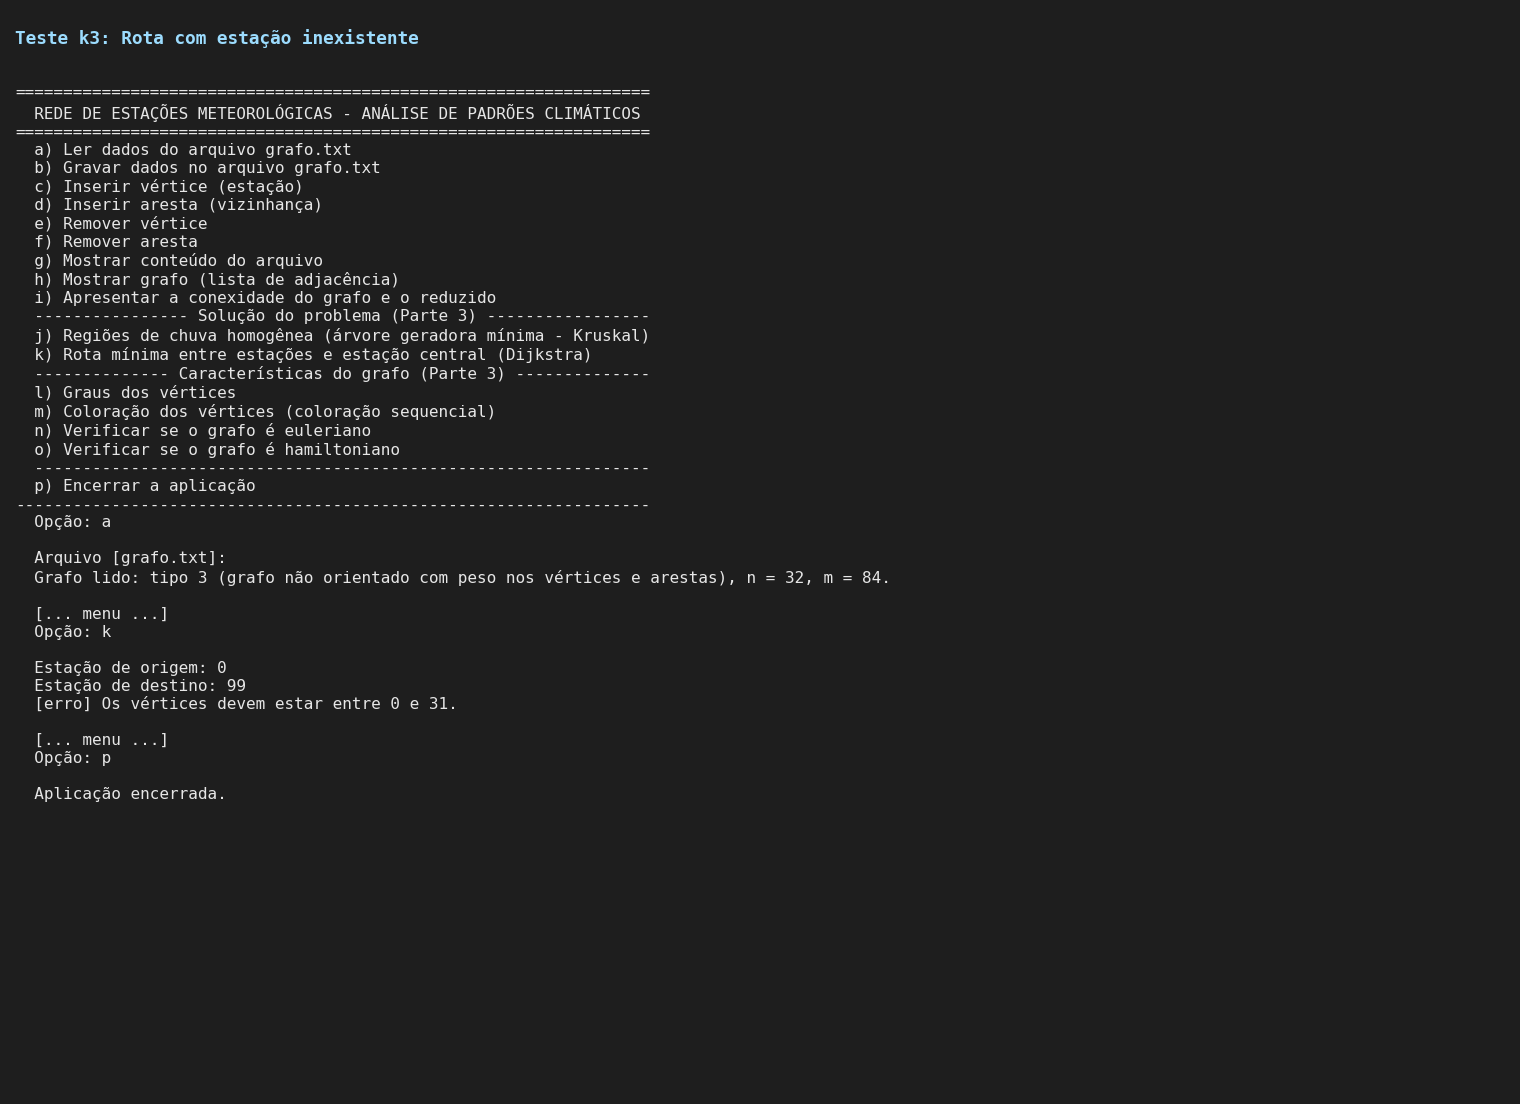 Teste k3: Rota com estação inexistente
==================================================================
  REDE DE ESTAÇÕES METEOROLÓGICAS - ANÁLISE DE PADRÕES CLIMÁTICOS
==================================================================
  a) Ler dados do arquivo grafo.txt
  b) Gravar dados no arquivo grafo.txt
  c) Inserir vértice (estação)
  d) Inserir aresta (vizinhança)
  e) Remover vértice
  f) Remover aresta
  g) Mostrar conteúdo do arquivo
  h) Mostrar grafo (lista de adjacência)
  i) Apresentar a conexidade do grafo e o reduzido
  ---------------- Solução do problema (Parte 3) -----------------
  j) Regiões de chuva homogênea (árvore geradora mínima - Kruskal)
  k) Rota mínima entre estações e estação central (Dijkstra)
  -------------- Características do grafo (Parte 3) --------------
  l) Graus dos vértices
  m) Coloração dos vértices (coloração sequencial)
  n) Verificar se o grafo é euleriano
  o) Verificar se o grafo é hamiltoniano
  ----------------------------------------------------------------
  p) Encerrar a aplicação
------------------------------------------------------------------
  Opção: a
  Arquivo [grafo.txt]:
  Grafo lido: tipo 3 (grafo não orientado com peso nos vértices e arestas), n = 32, m = 84.
  [... menu ...]
  Opção: k
  Estação de origem: 0
  Estação de destino: 99
  [erro] Os vértices devem estar entre 0 e 31.
  [... menu ...]
  Opção: p
  Aplicação encerrada.